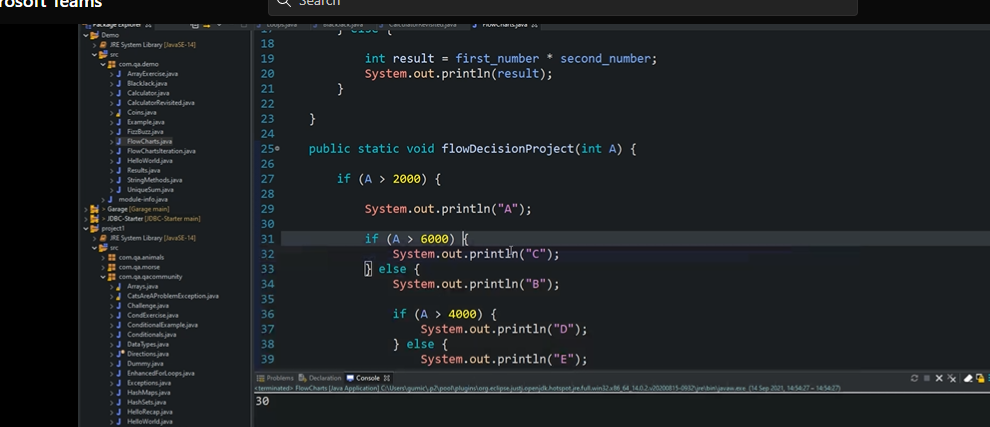 rosoft Teams
Search
Package Explorer
Loops.java
BlackJack.java
CalculatorRevisited.java
FlowCharts.java
Demo
JRE System Library [JavaSE-14]
src
com.qa.demo
ArrayExercise.java
BlackJack.java
Calculator.java
CalculatorRevisited.java
Coins.java
Example.java
FizzBuzz.java
FlowCharts.java
FlowChartsIteration.java
HelloWorld.java
Results.java
StringMethods.java
UniqueSum.java
module-info.java
> Garage [Garage main]
> JDBC-Starter [JDBC-Starter main]
project1
JRE System Library [JavaSE-14]
src
com.qa.animals
com.qa.morse
com.qa.qacommunity
Arrays.java
CatsAreAProblemException.java
Challenge.java
CondExercise.java
ConditionalExample.java
Conditionals.java
DataTypes.java
Directions.java
Dummy.java
EnhancedForLoops.java
Exceptions.java
HashMaps.java
HashSets.java
HelloRecap.java
HelloWorld.java
17 } else {
18
19 int result = first_number * second_number;
20 System.out.println(result);
21 }
22
23 }
24
25 public static void flowDecisionProject(int A) {
26
27 if (A > 2000) {
28
29 System.out.println("A");
30
31 if (A > 6000) {
32 System.out.println("C");
33 } else {
34 System.out.println("B");
35
36 if (A > 4000) {
37 System.out.println("D");
38 } else {
39 System.out.println("E");
Problems Declaration Console
30